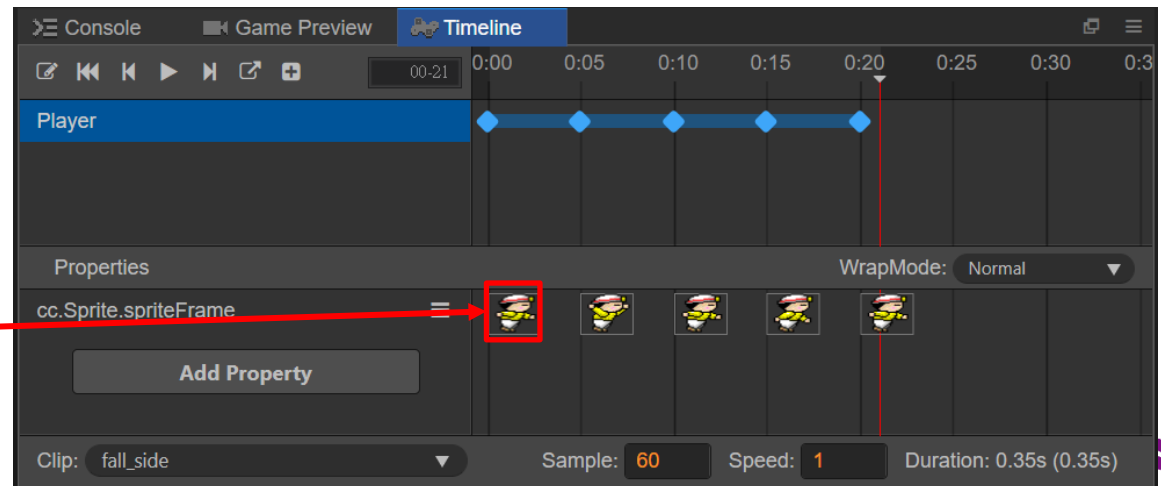 Console Game Preview Timeline
00-21 0:00 0:05 0:10 0:15 0:20 0:25 0:30 0:3
Player
Properties WrapMode: Normal
cc.Sprite.spriteFrame
Add Property
Clip: fall_side Sample: 60 Speed: 1 Duration: 0.35s (0.35s)